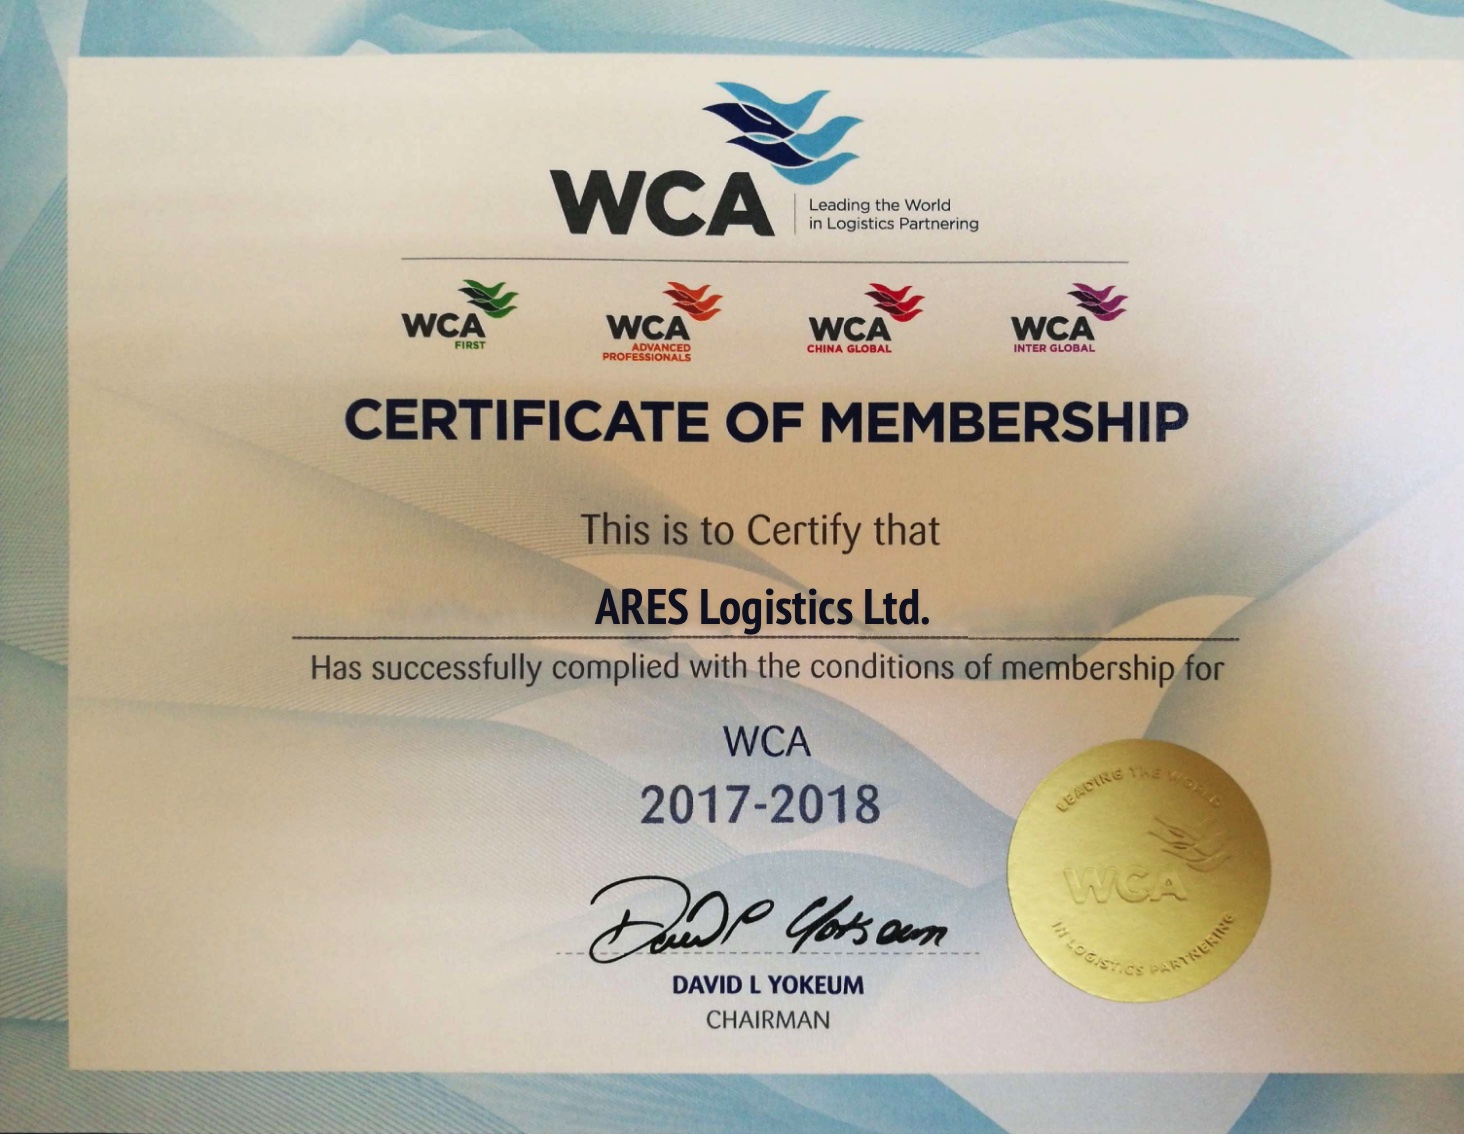 WCA
Leading the World
in Logistics Partnering
WCA
FIRST
WCA
ADVANCED
PROFESSIONALS
WCA
CHINA GLOBAL
WCA
INTER GLOBAL
CERTIFICATE OF MEMBERSHIP
This is to Certify that
ARES Logistics Ltd.
Has successfully complied with the conditions of membership for
WCA
2017-2018
DAVID L YOKEUM
CHAIRMAN
LEADING THE WORLD
WCA
IN LOGISTICS PARTNERING